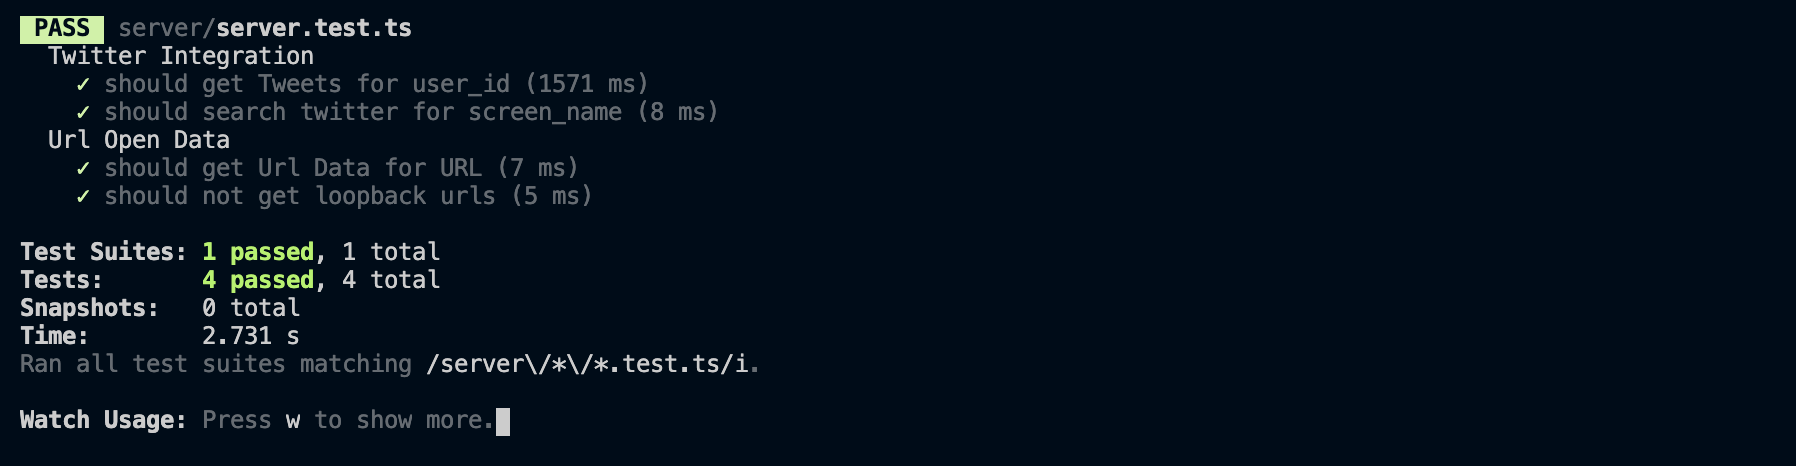 PASS server/server.test.ts
Twitter Integration
✓ should get Tweets for user_id (1571 ms)
✓ should search twitter for screen_name (8 ms)
Url Open Data
✓ should get Url Data for URL (7 ms)
✓ should not get loopback urls (5 ms)
Test Suites: 1 passed, 1 total
Tests: 4 passed, 4 total
Snapshots: 0 total
Time: 2.731 s
Ran all test suites matching /server\/*\/*.test.ts/i.
Watch Usage: Press w to show more.